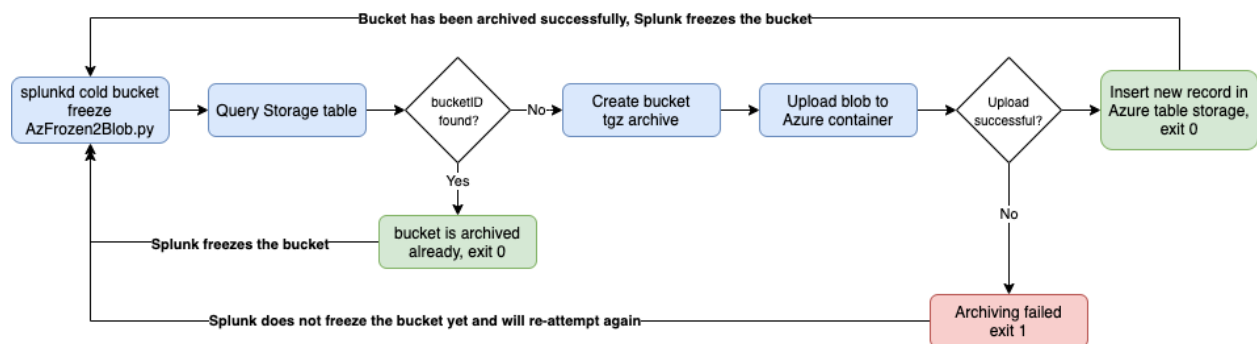 Bucket has been archived successfully, Splunk freezes the bucket
splunkd cold bucket
freeze
AzFrozen2Blob.py
Query Storage table
bucketID
found?
No
Create bucket
tgz archive
Upload blob to
Azure container
Upload
successful?
Insert new record in
Azure table storage,
exit 0
Yes
No
bucket is archived
already, exit 0
Splunk freezes the bucket
Archiving failed
exit 1
Splunk does not freeze the bucket yet and will re-attempt again